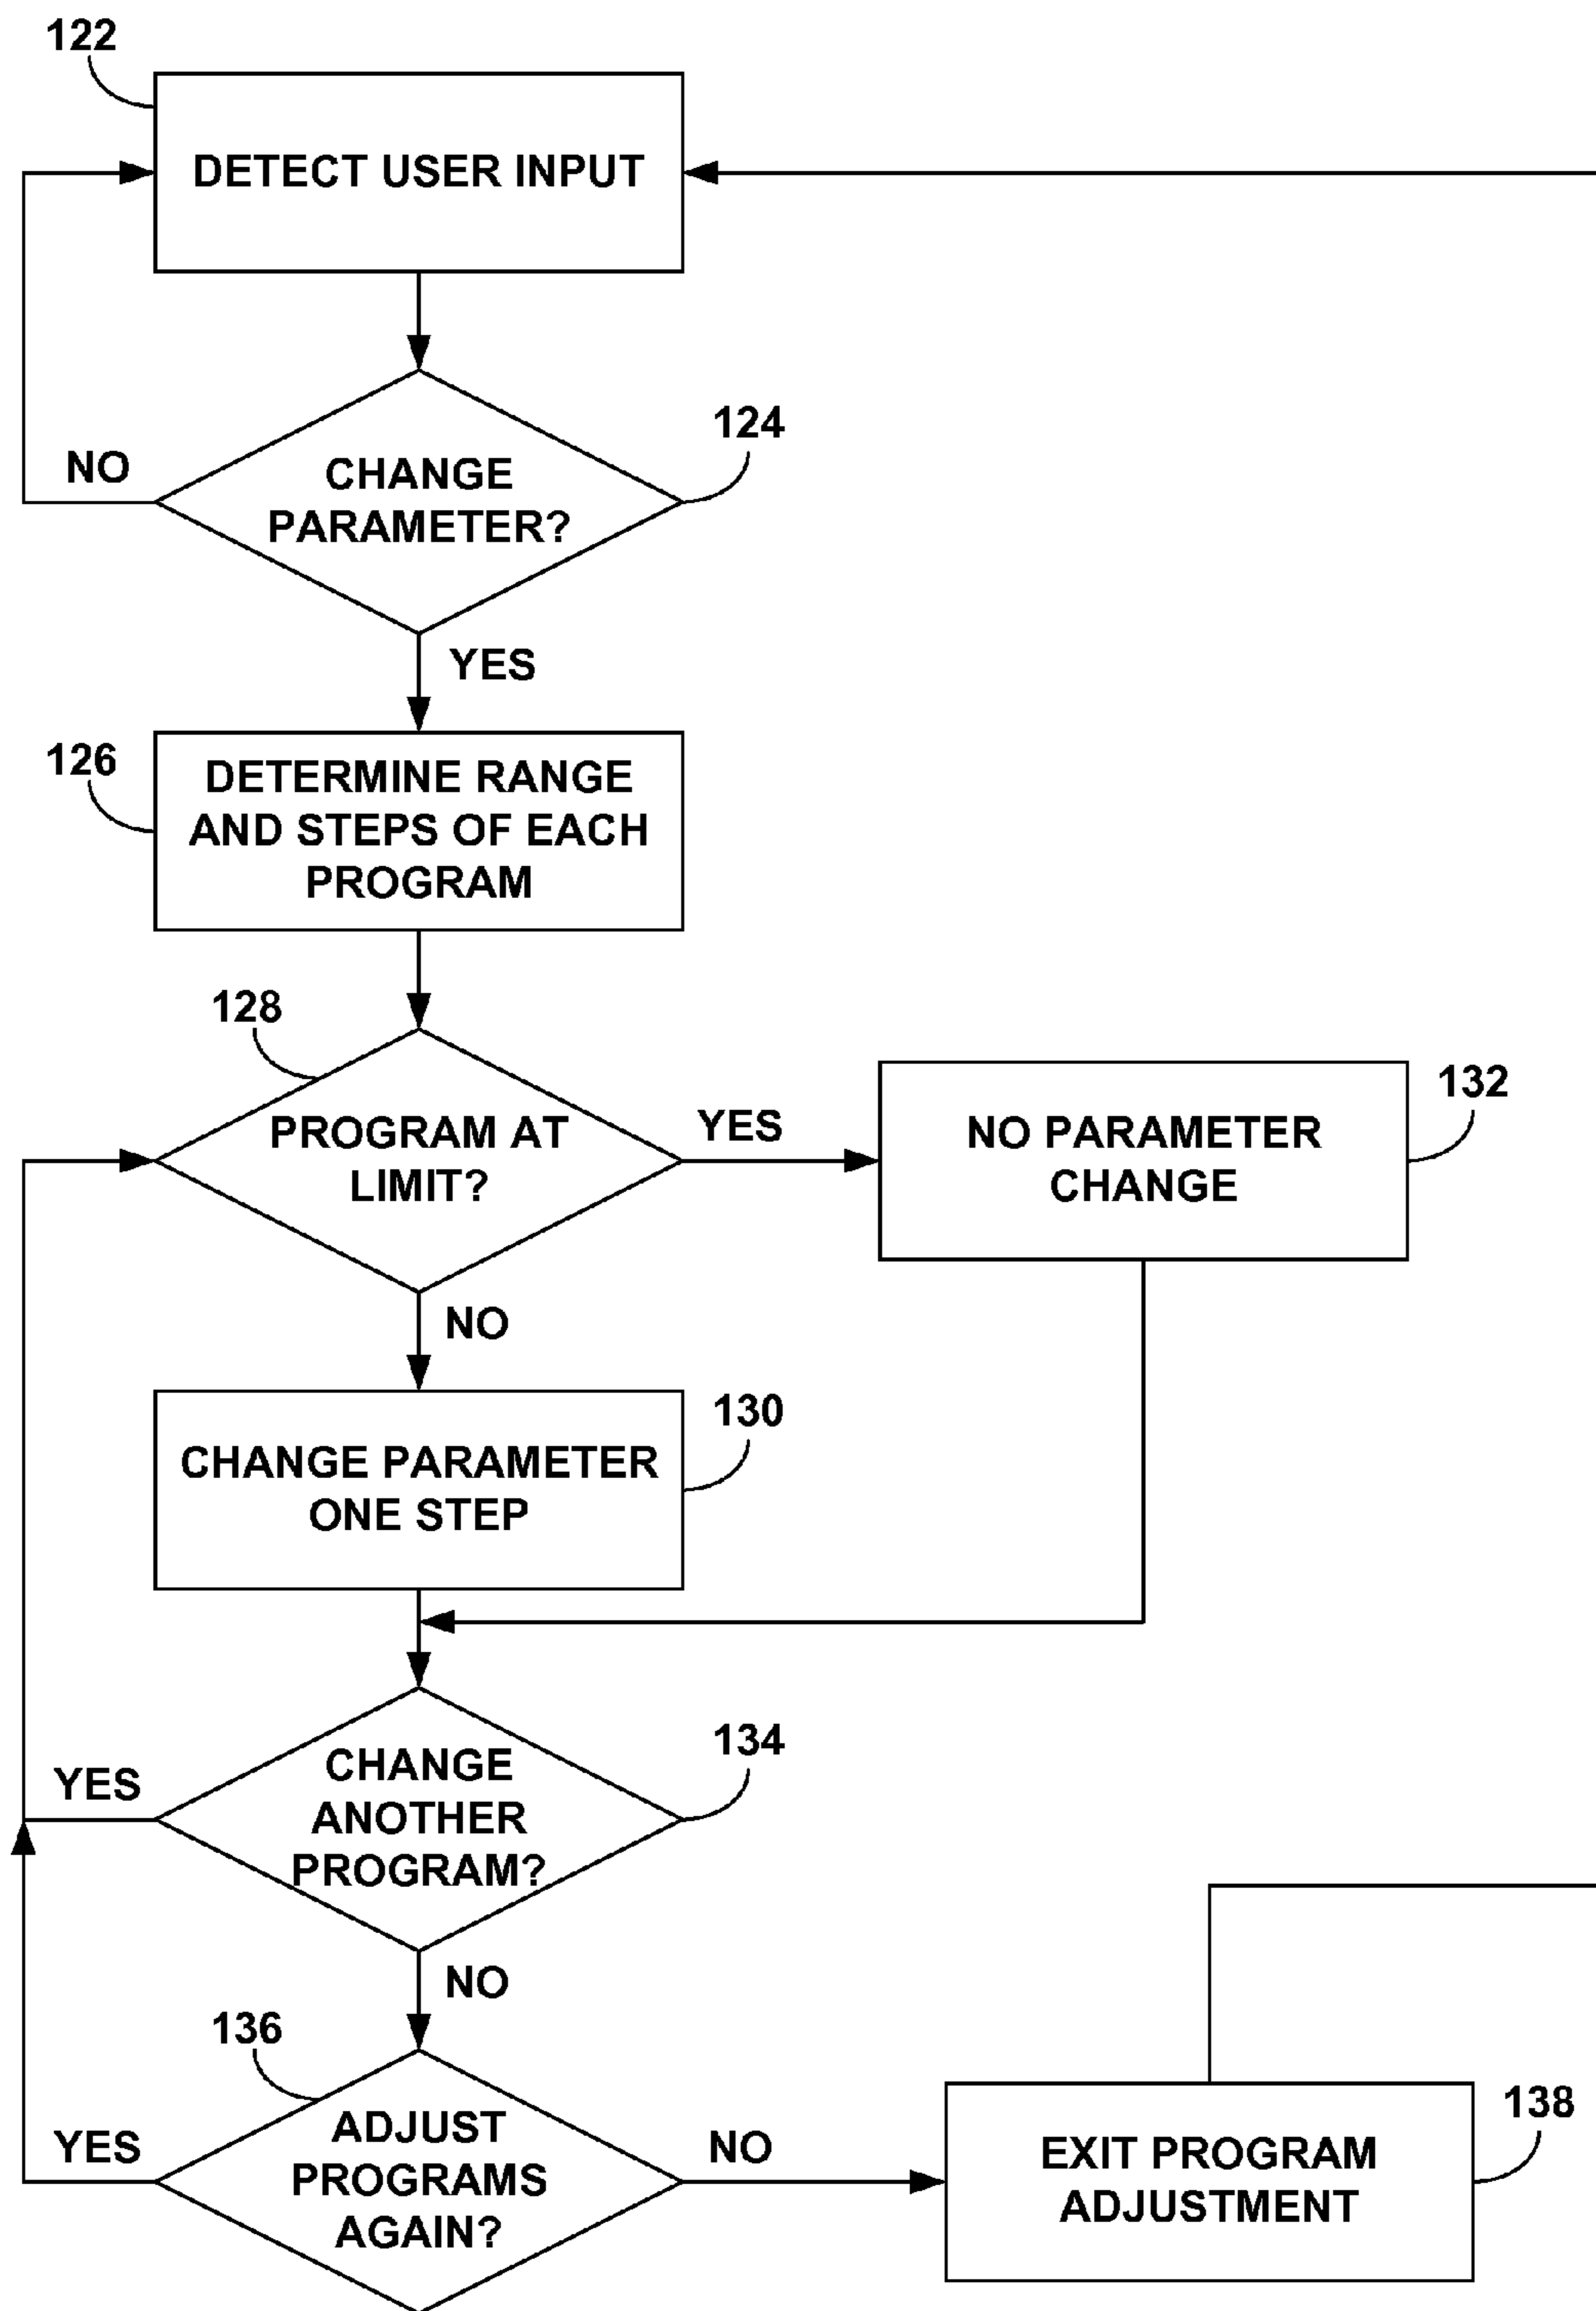 122
DETECT USER INPUT
124
CHANGE
PARAMETER?
NO
YES
126
DETERMINE RANGE
AND STEPS OF EACH
PROGRAM
128
PROGRAM AT
LIMIT?
YES
132
NO PARAMETER
CHANGE
NO
130
CHANGE PARAMETER
ONE STEP
134
CHANGE
ANOTHER
PROGRAM?
YES
NO
136
ADJUST
PROGRAMS
AGAIN?
YES
NO
138
EXIT PROGRAM
ADJUSTMENT